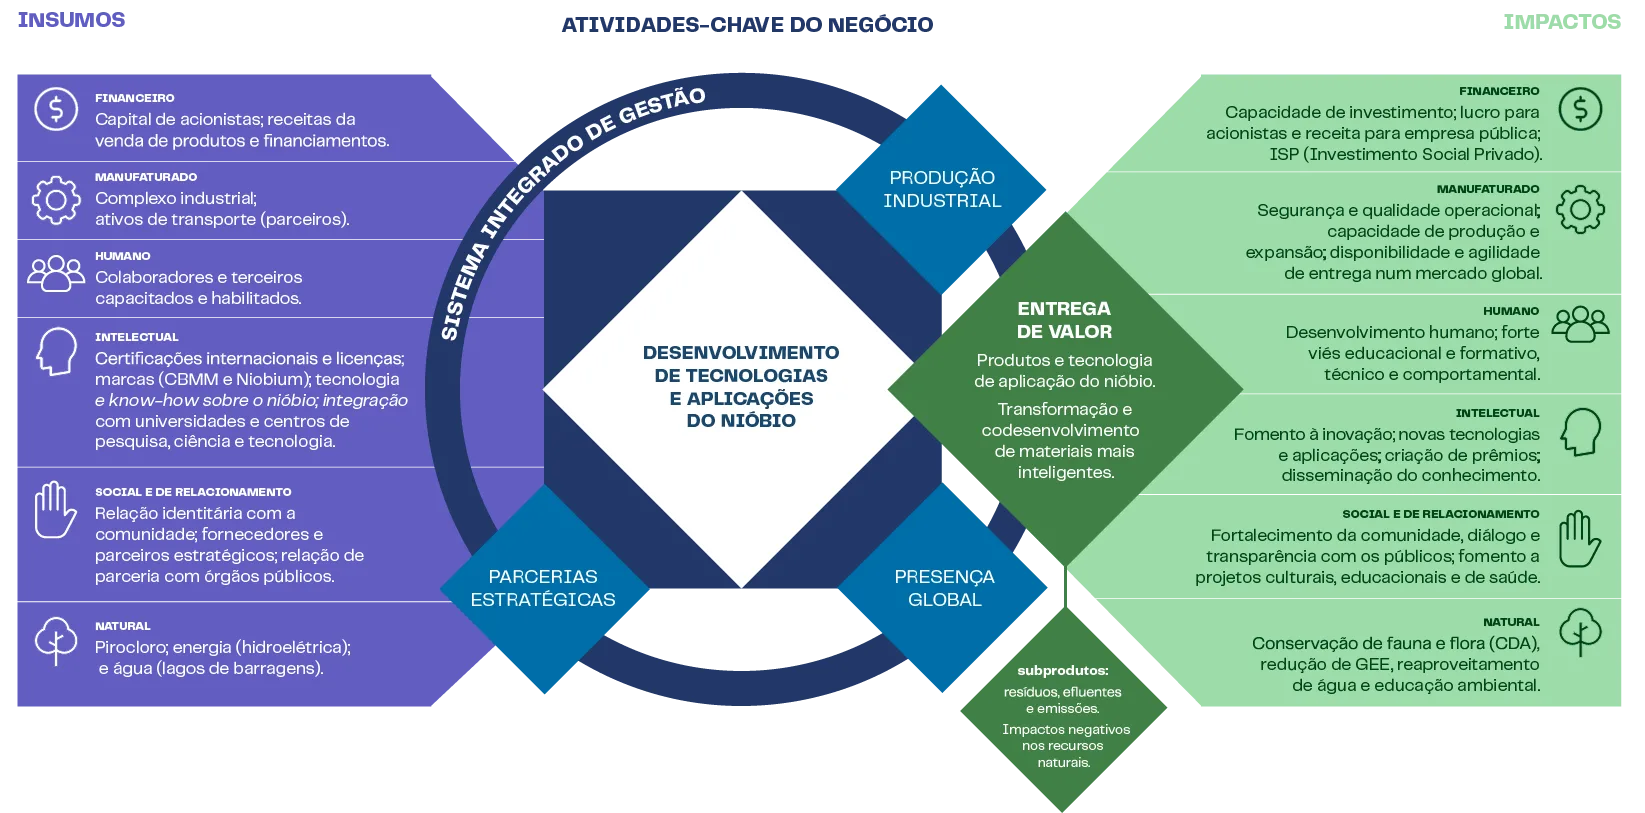 INSUMOS
ATIVIDADES-CHAVE DO NEGÓCIO
IMPACTOS
FINANCEIRO
Capital de acionistas; receitas da
venda de produtos e financiamentos.
MANUFATURADO
Complexo industrial;
ativos de transporte (parceiros).
HUMANO
Colaboradores e terceiros
capacitados e habilitados.
INTELECTUAL
Certificações internacionais e licenças;
marcas (CBMM e Niobium); tecnologia
e know-how sobre o nióbio; integração
com universidades e centros de
pesquisa, ciência e tecnologia.
SOCIAL E DE RELACIONAMENTO
Relação identitária com a
comunidade; fornecedores e
parceiros estratégicos; relação de
parceria com órgãos públicos.
NATURAL
Pirocloro; energia (hidroelétrica);
e água (lagos de barragens).
SISTEMA INTEGRADO DE GESTÃO
PRODUÇÃO
INDUSTRIAL
DESENVOLVIMENTO
DE TECNOLOGIAS
E APLICAÇÕES
DO NIÓBIO
PARCERIAS
ESTRATÉGICAS
PRESENÇA
GLOBAL
ENTREGA
DE VALOR
Produtos e tecnologia
de aplicação do nióbio.
Transformação e
codesenvolvimento
de materiais mais
inteligentes.
subprodutos:
resíduos, efluentes
e emissões.
Impactos negativos
nos recursos
naturais.
FINANCEIRO
Capacidade de investimento; lucro para
acionistas e receita para empresa pública;
ISP (Investimento Social Privado).
MANUFATURADO
Segurança e qualidade operacional;
capacidade de produção e
expansão; disponibilidade e agilidade
de entrega num mercado global.
HUMANO
Desenvolvimento humano; forte
viés educacional e formativo,
técnico e comportamental.
INTELECTUAL
Fomento à inovação; novas tecnologias
e aplicações; criação de prêmios;
disseminação do conhecimento.
SOCIAL E DE RELACIONAMENTO
Fortalecimento da comunidade, diálogo e
transparência com os públicos; fomento a
projetos culturais, educacionais e de saúde.
NATURAL
Conservação de fauna e flora (CDA),
redução de GEE, reaproveitamento
de água e educação ambiental.